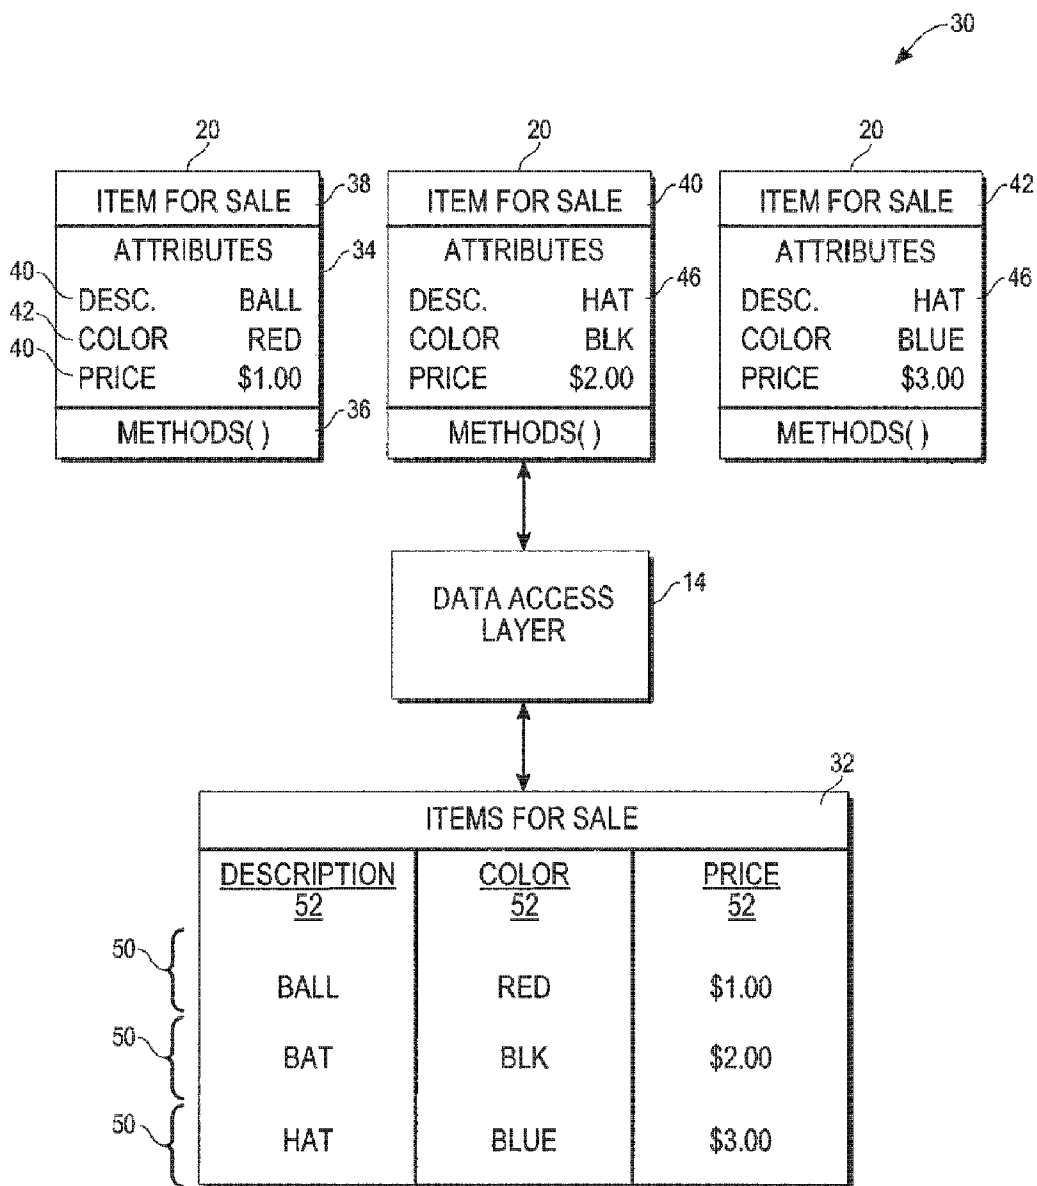 30
20 20 20
ITEM FOR SALE 38 ITEM FOR SALE 40 ITEM FOR SALE 42
ATTRIBUTES 34 ATTRIBUTES ATTRIBUTES
40 DESC. BALL DESC. HAT 46 DESC. HAT 46
42 COLOR RED COLOR BLK COLOR BLUE
40 PRICE $1.00 PRICE $2.00 PRICE $3.00
METHODS( ) 36 METHODS( ) METHODS( )
DATA ACCESS 14
LAYER
32
ITEMS FOR SALE
DESCRIPTION COLOR PRICE
52 52 52
50 BALL RED $1.00
50 BAT BLK $2.00
50 HAT BLUE $3.00